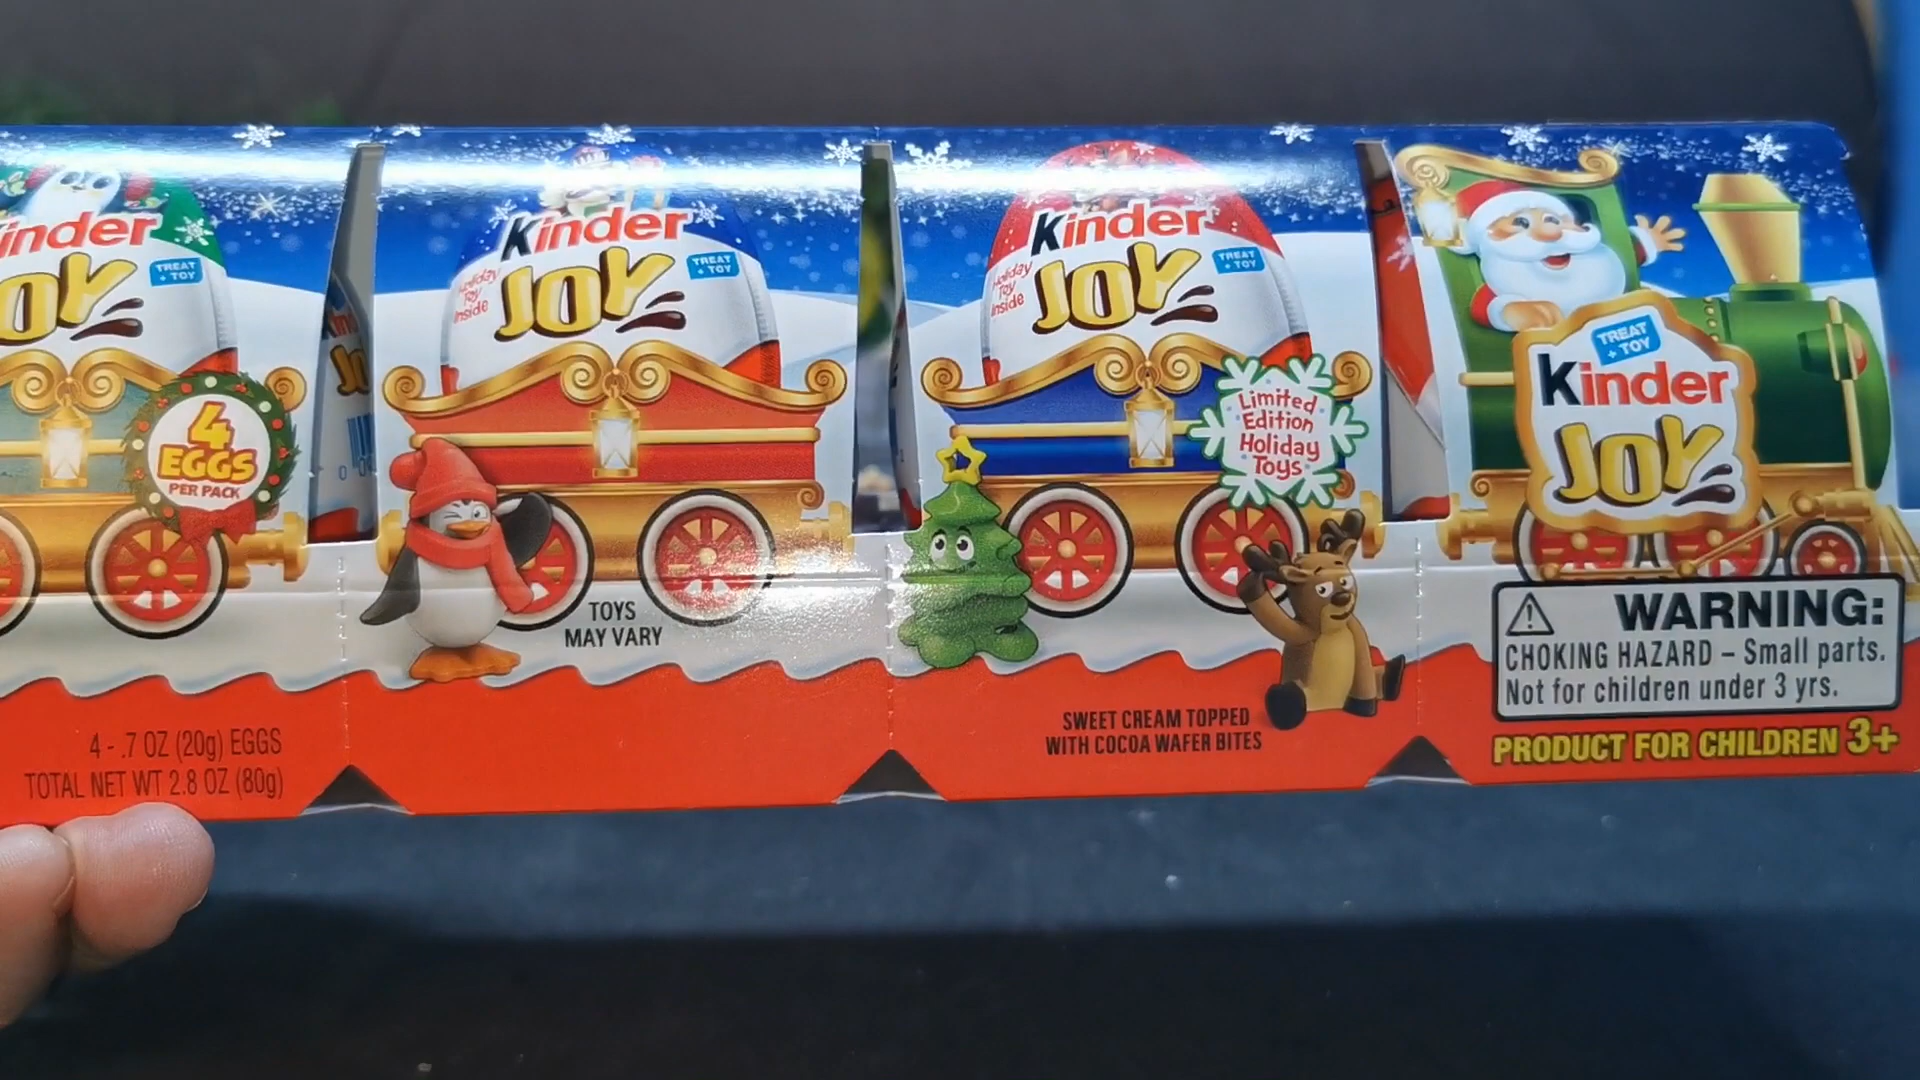 Kinder
JOY
TREAT
+ TOY
4
EGGS
PER PACK
4 - .7 OZ (20g) EGGS
TOTAL NET WT 2.8 OZ (80g)
Kinder
JOY
TREAT
+ TOY
Holiday
Toy
Inside
TOYS
MAY VARY
Kinder
JOY
TREAT
+ TOY
Holiday
Toy
Inside
Limited
Edition
Holiday
Toys
SWEET CREAM TOPPED
WITH COCOA WAFER BITES
TREAT
+ TOY
Kinder
JOY
WARNING:
CHOKING HAZARD – Small parts.
Not for children under 3 yrs.
PRODUCT FOR CHILDREN 3+